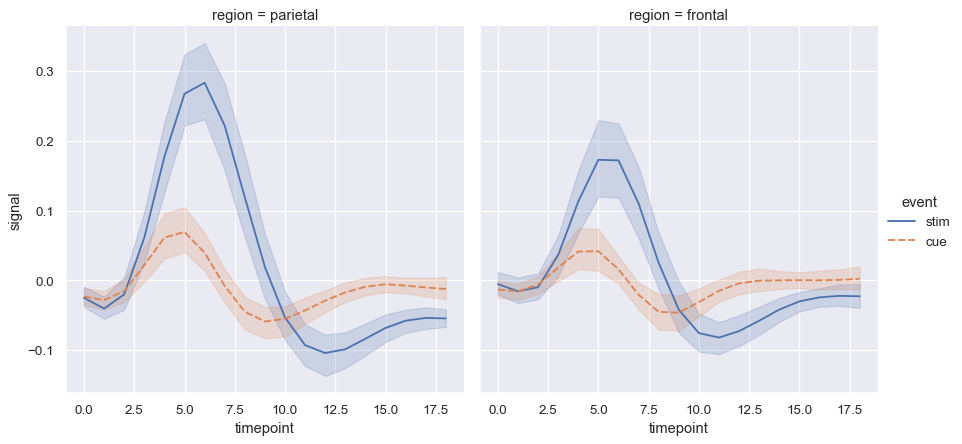 region = parietal
region = frontal
signal
0.3
0.2
0.1
0.0
−0.1
0.0 2.5 5.0 7.5 10.0 12.5 15.0 17.5
0.0 2.5 5.0 7.5 10.0 12.5 15.0 17.5
timepoint
timepoint
event
stim
cue